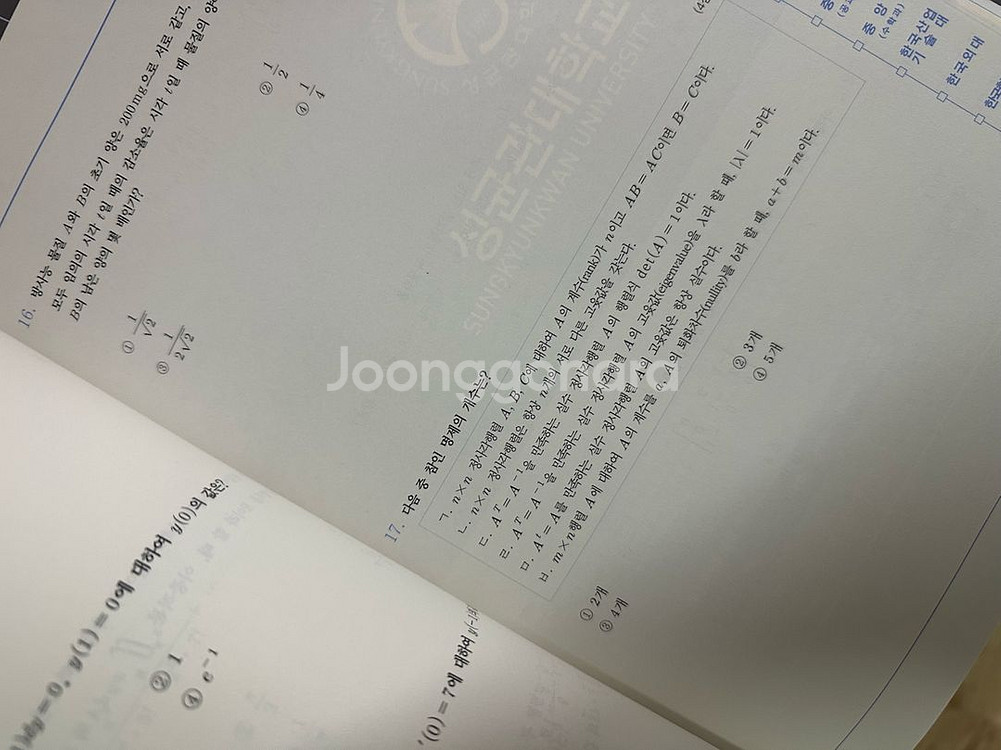 16. 방사능 물질 A와 B의 초기 양은 200mg으로 서로 같고,
모두 임의의 시각 t일 때의 감소율은 시각 t일 때 물질의 양
B의 남은 양의 몇 배인가?
① 1/√2
② 1/2
③ 1/2√2
④ 1/4
성균관대학교
SUNGKYUNKWAN UNIVERSITY
17. 다음 중 참인 명제의 개수는?
ㄱ. n×n 정사각행렬 A, B, C에 대하여 A의 계수(rank)가 n이고 AB=AC이면 B=C이다.
ㄴ. n×n 정사각행렬은 항상 n개의 서로 다른 고윳값을 갖는다.
ㄷ. Aᵀ=A⁻¹을 만족하는 실수 정사각행렬 A의 행렬식 det(A)=1이다.
ㄹ. Aᵀ=A⁻¹을 만족하는 실수 정사각행렬 A의 고윳값(eigenvalue)을 λ라 할 때, |λ|=1이다.
ㅁ. Aᵗ=A를 만족하는 실수 정사각행렬 A의 고윳값은 항상 실수이다.
ㅂ. m×n행렬 A에 대하여 A의 계수를 a, A의 퇴화차수(nullity)를 b라 할 때, a+b=m이다.
① 2개
② 3개
③ 4개
④ 5개
중앙
(수학과)
한국산업
기술대
한국외대
dy=0, y(1)=0에 대하여 y(0)의 값은?
② 1
④ e⁻¹
′(0)=7에 대하여
Joonggonara